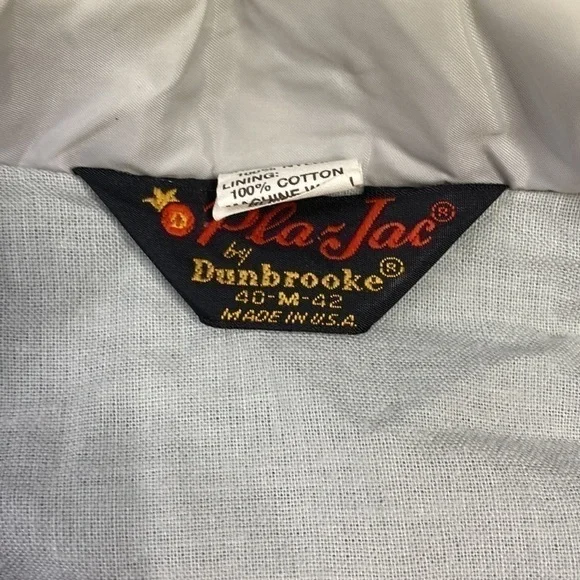 LINING:
100% COTTON
Pla-Jac®
by
Dunbrooke®
40-M-42
MADE IN U.S.A.